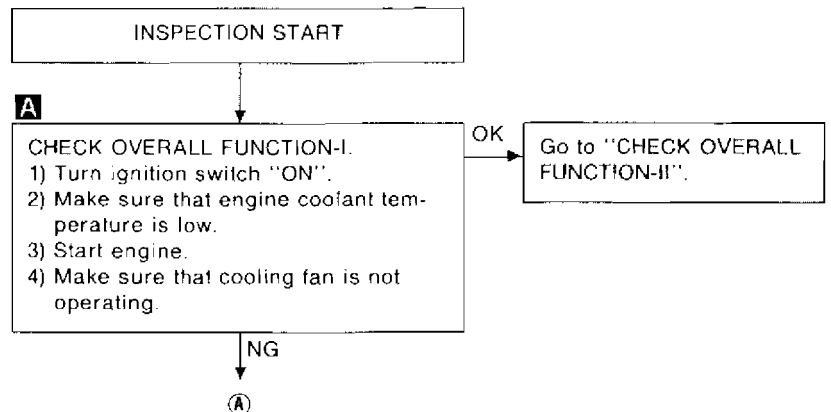 INSPECTION START
A
CHECK OVERALL FUNCTION-I.
1) Turn ignition switch "ON".
2) Make sure that engine coolant tem-
perature is low.
3) Start engine.
4) Make sure that cooling fan is not
operating.
OK
Go to "CHECK OVERALL
FUNCTION-II".
NG
Ⓐ